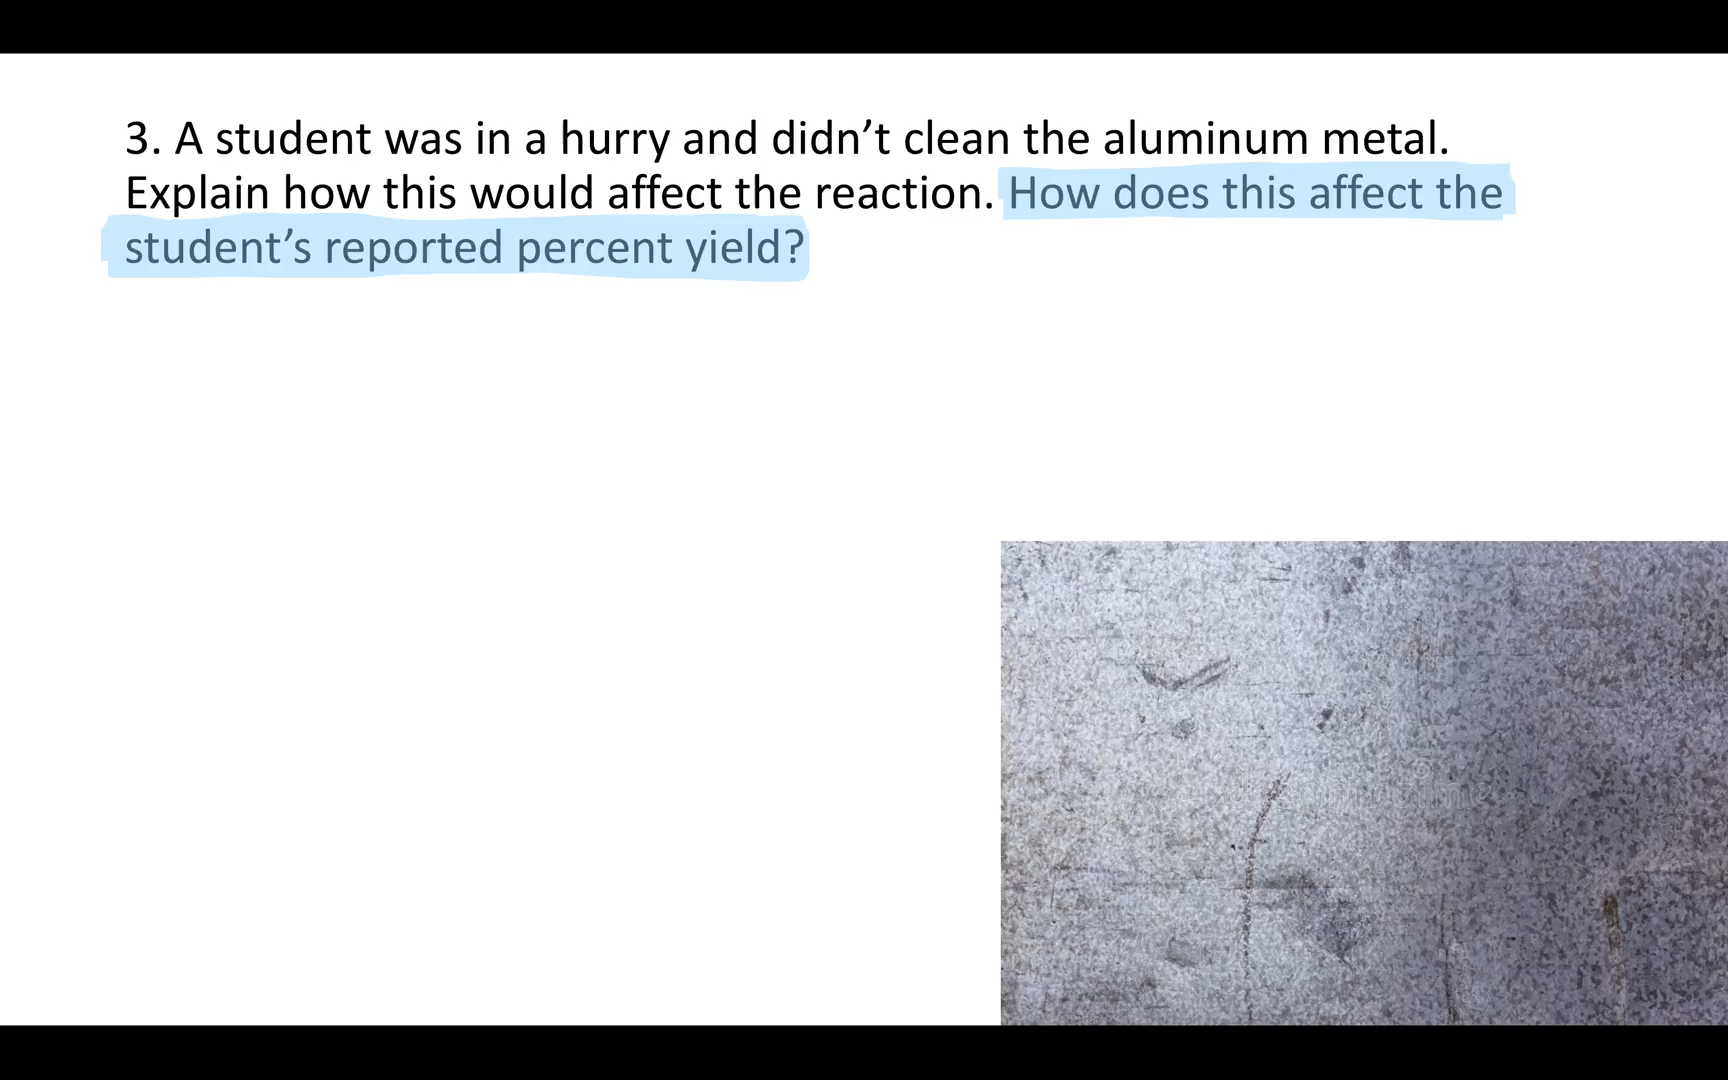 3. A student was in a hurry and didn’t clean the aluminum metal.
Explain how this would affect the reaction. How does this affect the
student’s reported percent yield?